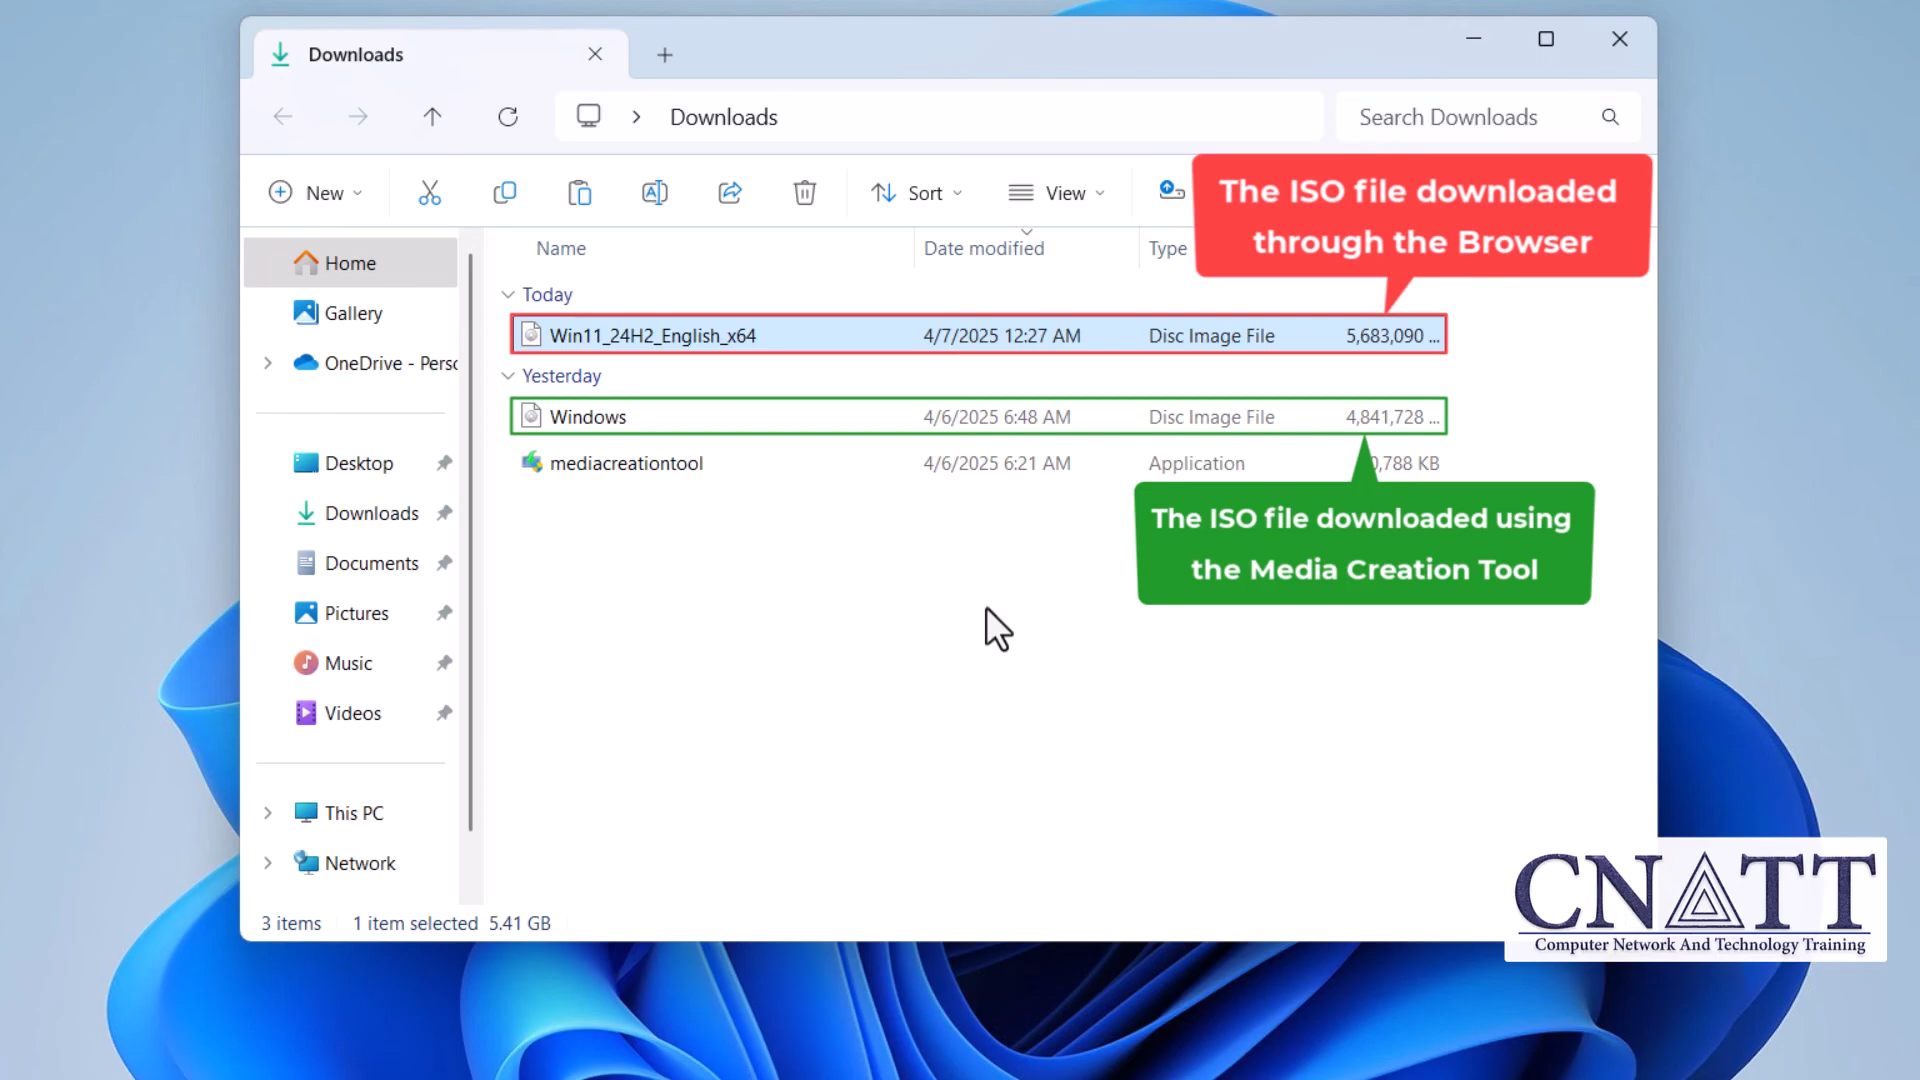 Downloads
Downloads
Search Downloads
New
Sort
View
The ISO file downloaded
through the Browser
Name
Date modified
Type
Home
Gallery
OneDrive - Perso
Desktop
Downloads
Documents
Pictures
Music
Videos
This PC
Network
Today
Win11_24H2_English_x64 4/7/2025 12:27 AM Disc Image File 5,683,090 ...
Yesterday
Windows 4/6/2025 6:48 AM Disc Image File 4,841,728 ...
mediacreationtool 4/6/2025 6:21 AM Application 0,788 KB
The ISO file downloaded using
the Media Creation Tool
3 items 1 item selected 5.41 GB
CNATT
Computer Network And Technology Training